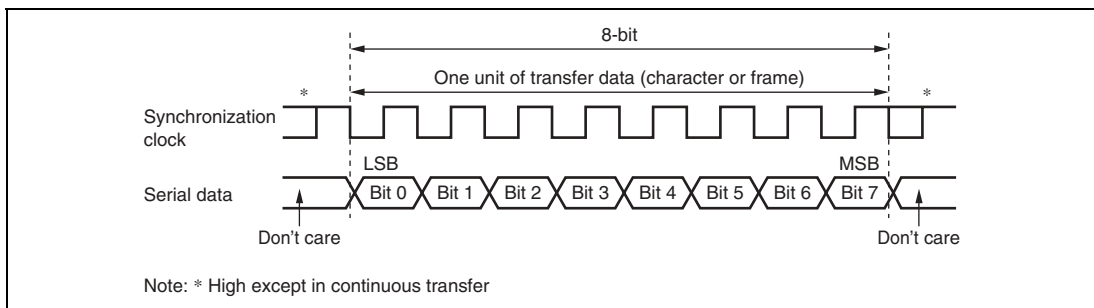 8-bit
One unit of transfer data (character or frame)
* *
Synchronization
clock
LSB MSB
Serial data Bit 0 Bit 1 Bit 2 Bit 3 Bit 4 Bit 5 Bit 6 Bit 7
Don't care Don't care
Note: * High except in continuous transfer